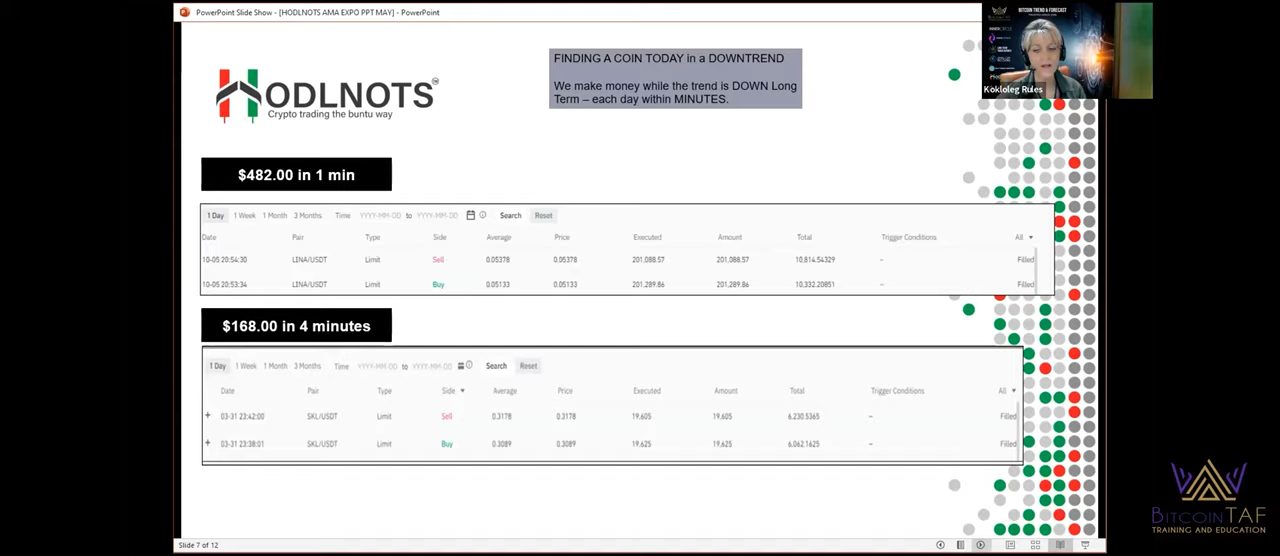 PowerPoint Slide Show - [HODLNOTS AMA EXPO PPT MAY] - PowerPoint
BITCOIN-TREND & FORECAST
Kokloleg Rules
HODLNOTS™
Crypto trading the buntu way
FINDING A COIN TODAY in a DOWNTREND
We make money while the trend is DOWN Long
Term – each day within MINUTES.
$482.00 in 1 min
1 Day 1 Week 1 Month 3 Months Time YYYY-MM-DD to YYYY-MM-DD Search Reset
Date Pair Type Side Average Price Executed Amount Total Trigger Conditions All
10-05 20:54:30 LINA/USDT Limit Sell 0.05378 0.05378 201,088.57 201,088.57 10,814.54329 – Filled
10-05 20:53:34 LINA/USDT Limit Buy 0.05133 0.05133 201,289.86 201,289.86 10,332.20851 – Filled
$168.00 in 4 minutes
1 Day 1 Week 1 Month 3 Months Time YYYY-MM-DD to YYYY-MM-DD Search Reset
Date Pair Type Side Average Price Executed Amount Total Trigger Conditions All
+ 03-31 23:42:00 SKL/USDT Limit Sell 0.3178 0.3178 19,605 19,605 6,230.5365 – Filled
+ 03-31 23:38:01 SKL/USDT Limit Buy 0.3089 0.3089 19,625 19,625 6,062.1625 – Filled
BITCOINTAF
TRAINING AND EDUCATION
Slide 7 of 12